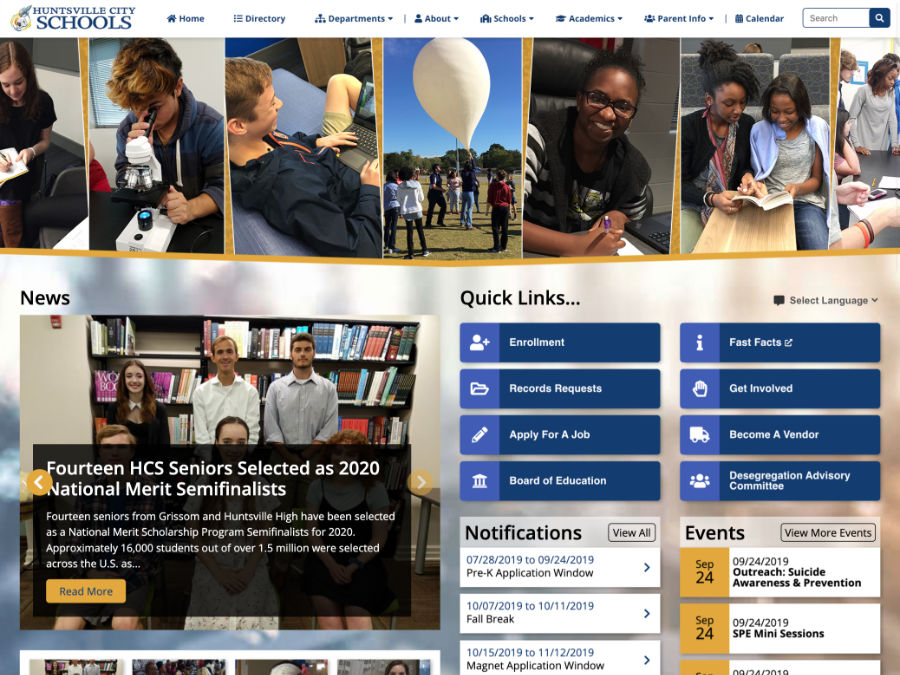 HUNTSVILLE CITY
SCHOOLS
Home
Directory
Departments
About
Schools
Academics
Parent Info
Calendar
Search
News
Fourteen HCS Seniors Selected as 2020
National Merit Semifinalists
Fourteen seniors from Grissom and Huntsville High have been selected
as a National Merit Scholarship Program Semifinalists for 2020.
Approximately 16,000 students out of over 1.5 million were selected
across the U.S. as...
Read More
Quick Links...
Select Language
Enrollment
Fast Facts
Records Requests
Get Involved
Apply For A Job
Become A Vendor
Board of Education
Desegregation Advisory
Committee
Notifications
View All
07/28/2019 to 09/24/2019
Pre-K Application Window
10/07/2019 to 10/11/2019
Fall Break
10/15/2019 to 11/12/2019
Magnet Application Window
Events
View More Events
Sep
24
09/24/2019
Outreach: Suicide
Awareness & Prevention
Sep
24
09/24/2019
SPE Mini Sessions
Sep
09/24/2019